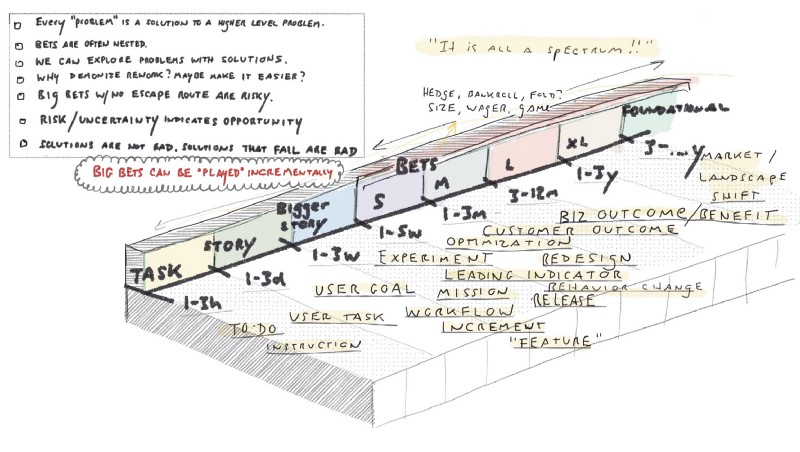 Every "problem" is a solution to a higher level problem.
Bets are often nested.
We can explore problems with solutions.
Why demonize rework? Maybe make it easier?
Big bets w/no escape route are risky.
Risk/uncertainty indicates opportunity
Solutions are not bad. Solutions that fail are bad
Big bets can be "played" incrementally
"It is all a spectrum!!"
Hedge, bankroll, fold?
Size, wager, game
TASK
STORY
Bigger
story
BETS
S
M
L
XL
FOUNDATIONAL
1-3h
1-3d
1-3w
1-5w
1-3m
3-12m
1-3y
3-...y
MARKET /
LANDSCAPE
SHIFT
BIZ OUTCOME/BENEFIT
CUSTOMER OUTCOME
OPTIMIZATION
EXPERIMENT
REDESIGN
LEADING INDICATOR
BEHAVIOR CHANGE
USER GOAL
MISSION
RELEASE
USER TASK
WORKFLOW
TO-DO
INCREMENT
INSTRUCTION
"FEATURE"